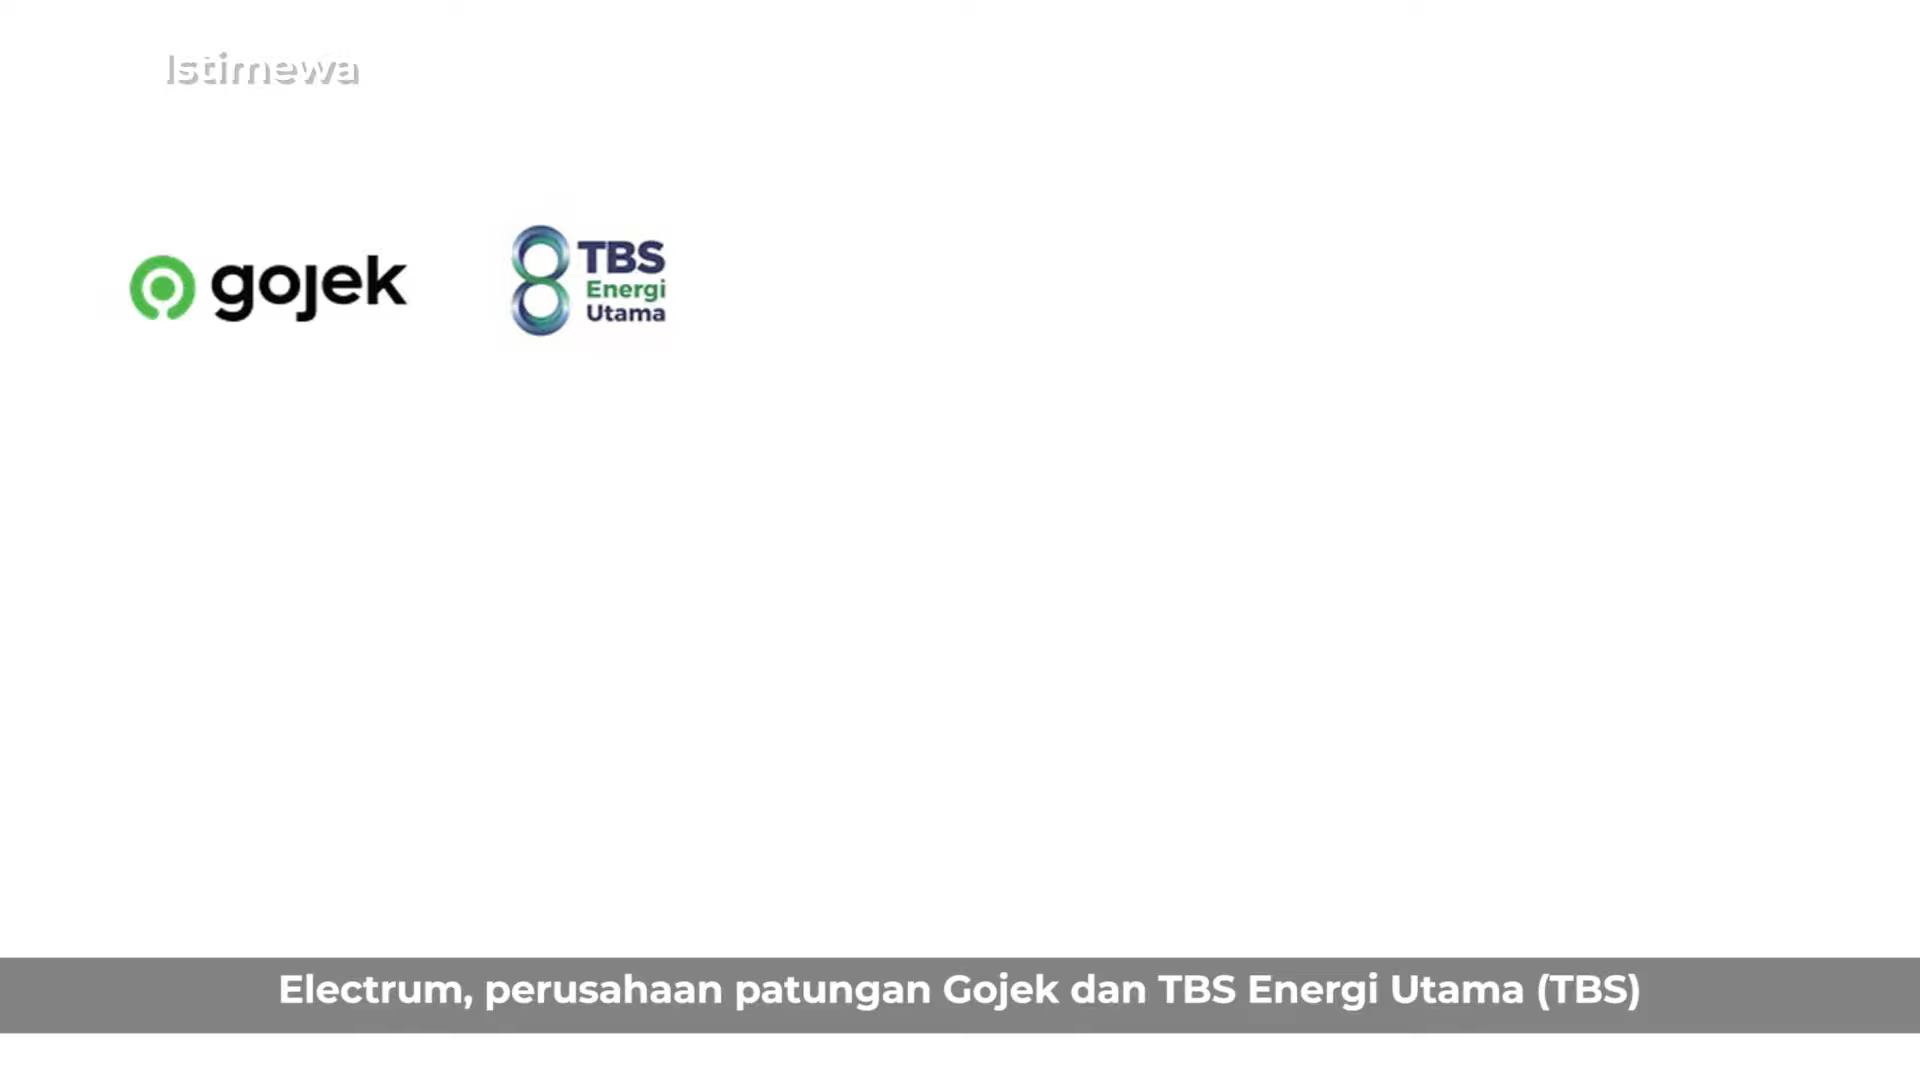 Istimewa
gojek
TBS
Energi
Utama
Electrum, perusahaan patungan Gojek dan TBS Energi Utama (TBS)